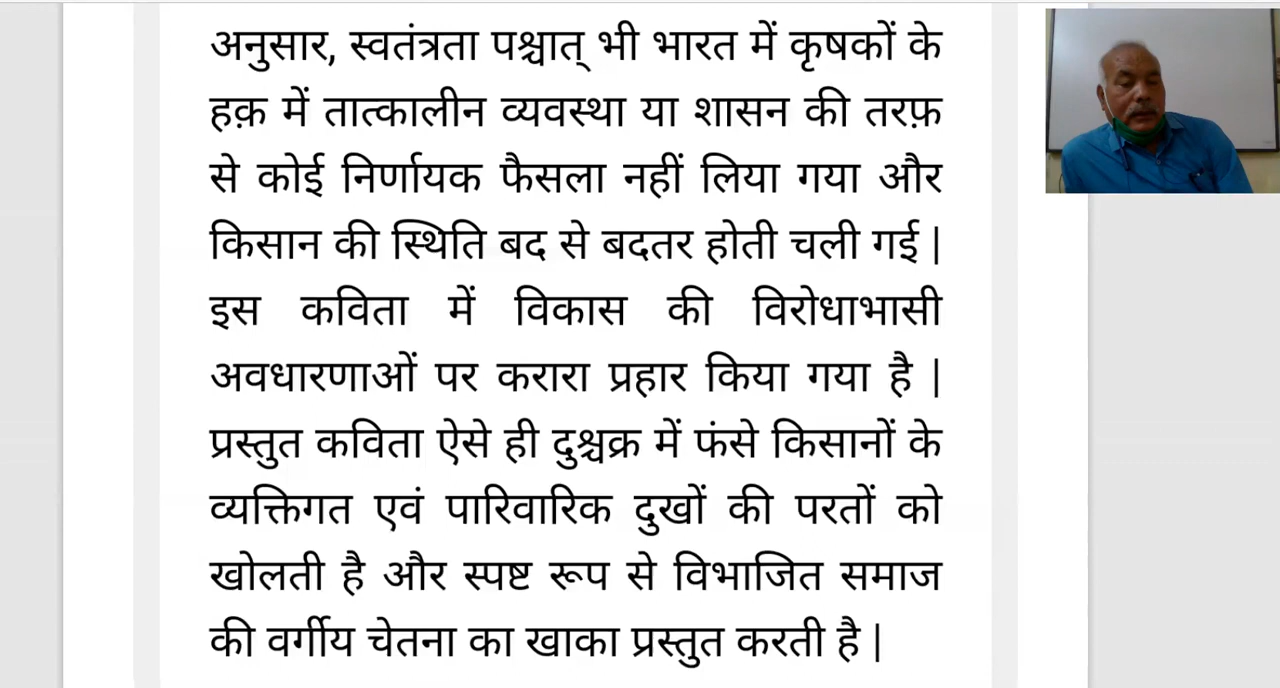 अनुसार, स्वतंत्रता पश्चात् भी भारत में कृषकों के
हक़ में तात्कालीन व्यवस्था या शासन की तरफ़
से कोई निर्णायक फैसला नहीं लिया गया और
किसान की स्थिति बद से बदतर होती चली गई |
इस कविता में विकास की विरोधाभासी
अवधारणाओं पर करारा प्रहार किया गया है |
प्रस्तुत कविता ऐसे ही दुश्चक्र में फंसे किसानों के
व्यक्तिगत एवं पारिवारिक दुखों की परतों को
खोलती है और स्पष्ट रूप से विभाजित समाज
की वर्गीय चेतना का खाका प्रस्तुत करती है |